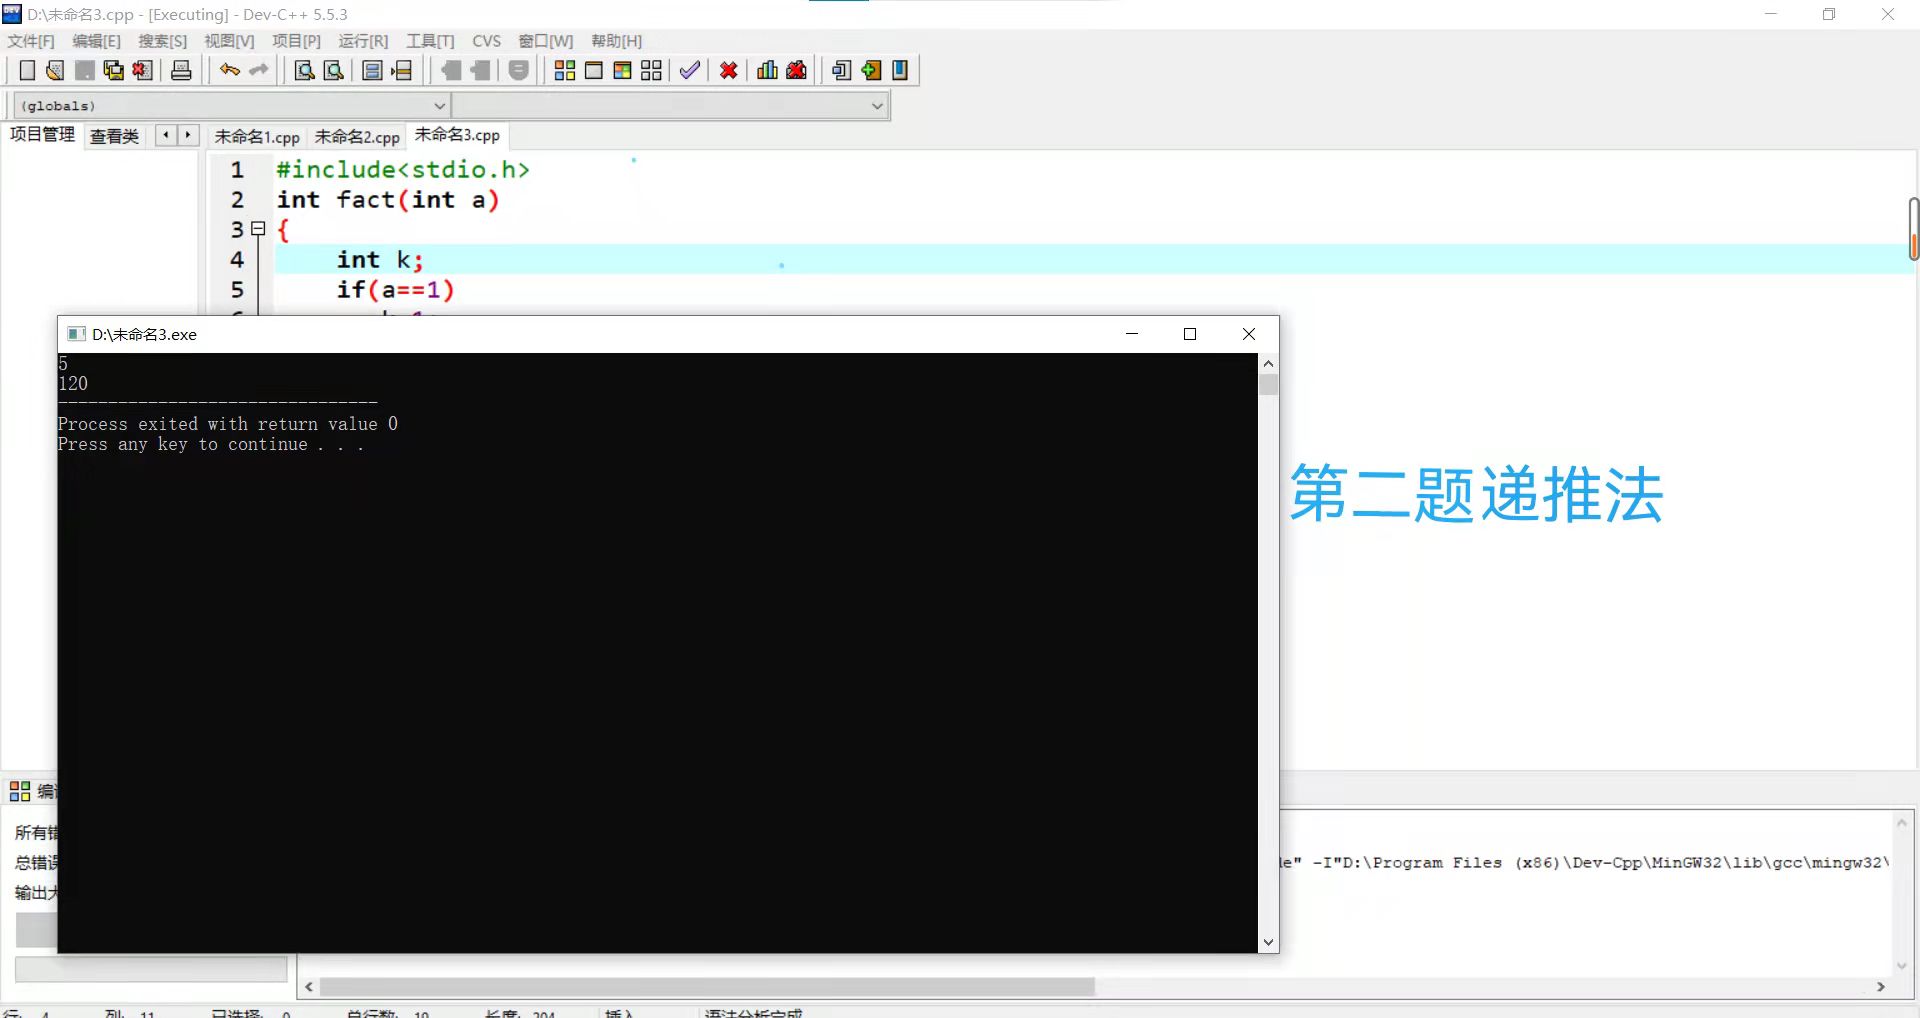 D:\未命名3.cpp - [Executing] - Dev-C++ 5.5.3
文件[F] 编辑[E] 搜索[S] 视图[V] 项目[P] 运行[R] 工具[T] CVS 窗口[W] 帮助[H]
(globals)
项目管理 查看类 未命名1.cpp 未命名2.cpp 未命名3.cpp
1 #include<stdio.h>
2 int fact(int a)
3 {
4 int k;
5 if(a==1)
D:\未命名3.exe
5
120
--------------------------------
Process exited with return value 0
Press any key to continue . . .
第二题递推法
编
所有错
总错误
e" -I"D:\Program Files (x86)\Dev-Cpp\MinGW32\lib\gcc\mingw32\
输出大
行: 4 列: 11 已选择: 0 总行数: 19 长度: 204 插入 语法分析完成